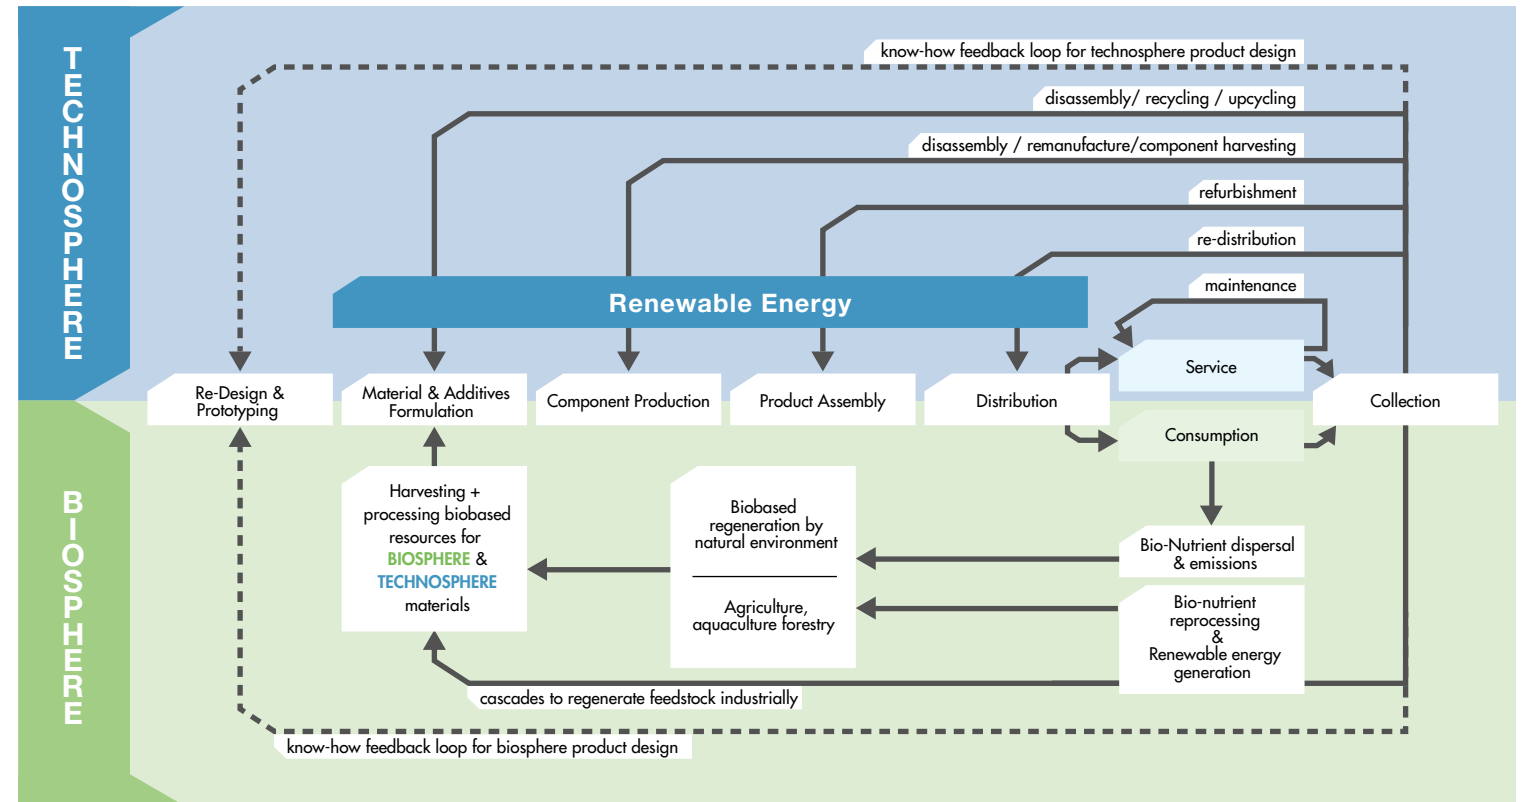 TECHNOSPHERE
know-how feedback loop for technosphere product design
disassembly/ recycling / upcycling
disassembly / remanufacture/component harvesting
refurbishment
re-distribution
maintenance
Renewable Energy
Re-Design &
Prototyping
Material & Additives
Formulation
Component Production
Product Assembly
Distribution
Service
Collection
Consumption
BIOSPHERE
Harvesting +
processing biobased
resources for
BIOSPHERE &
TECHNOSPHERE
materials
Biobased
regeneration by
natural environment
Agriculture,
aquaculture forestry
Bio-Nutrient dispersal
& emissions
Bio-nutrient
reprocessing
&
Renewable energy
generation
cascades to regenerate feedstock industrially
know-how feedback loop for biosphere product design